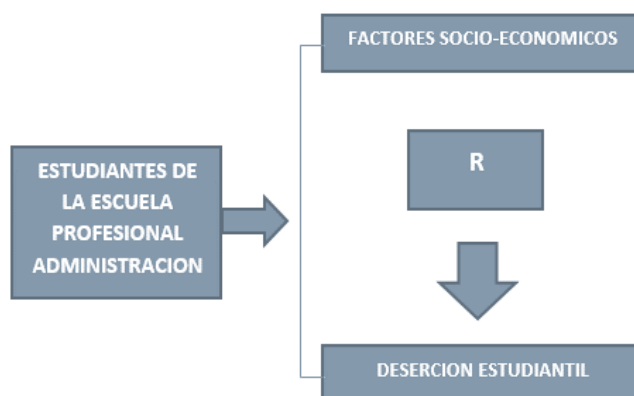 FACTORES SOCIO-ECONOMICOS
R
ESTUDIANTES DE
LA ESCUELA
PROFESIONAL
ADMINISTRACION
DESERCION ESTUDIANTIL